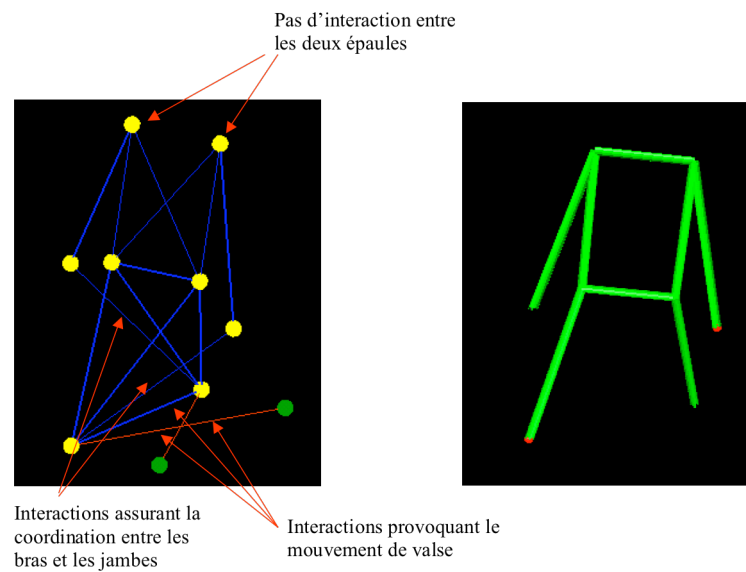 Pas d’interaction entre
les deux épaules
Interactions assurant la
coordination entre les
bras et les jambes
Interactions provoquant le
mouvement de valse